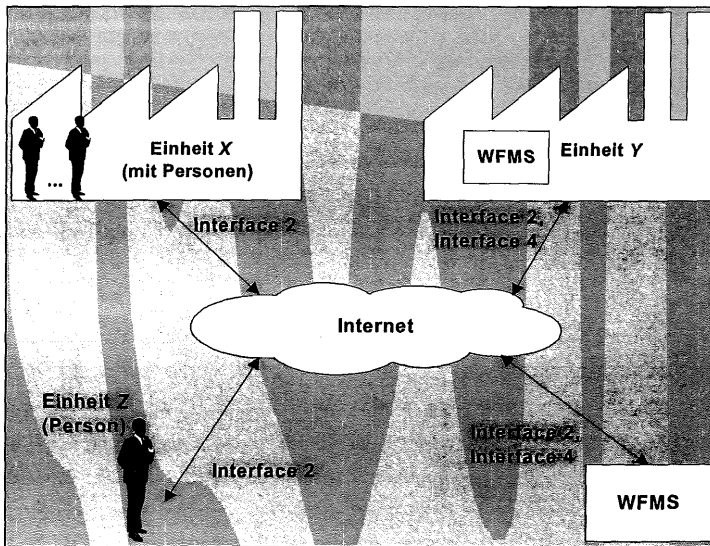 Einheit X
(mit Personen)
...
WFMS
Einheit Y
Interface 2
Interface 2,
Interface 4
Internet
Einheit Z
(Person)
Interface 2
Interface 2,
Interface 4
WFMS